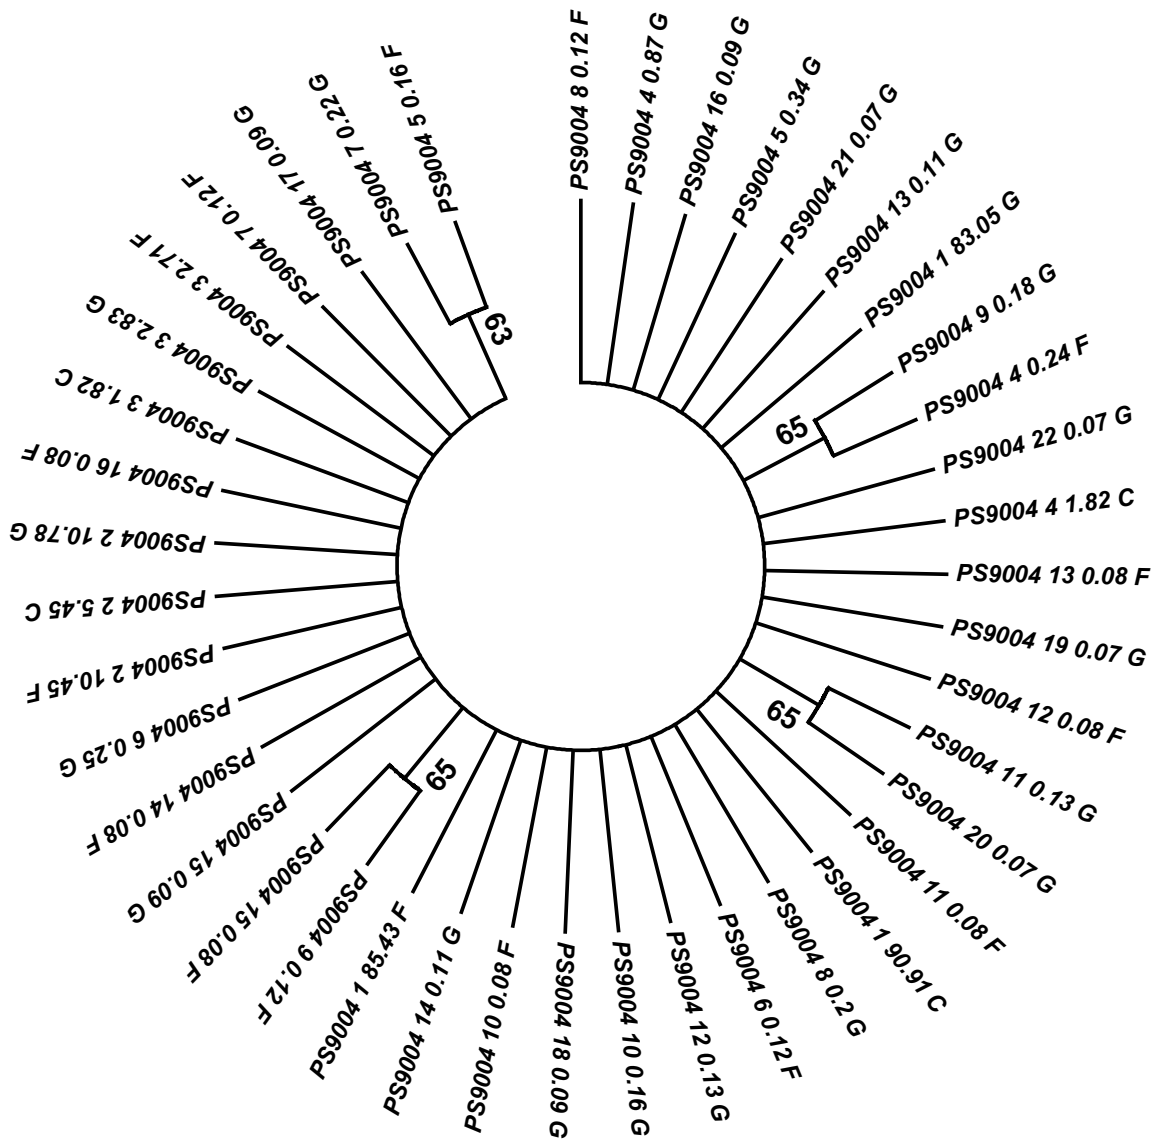 PS9004 8 0.12 F
PS9004 4 0.87 G
PS9004 16 0.09 G
PS9004 5 0.34 G
PS9004 21 0.07 G
PS9004 13 0.11 G
PS9004 1 83.05 G
PS9004 9 0.18 G
65
PS9004 4 0.24 F
PS9004 22 0.07 G
PS9004 4 1.82 C
PS9004 13 0.08 F
PS9004 19 0.07 G
PS9004 12 0.08 F
PS9004 11 0.13 G
65
PS9004 20 0.07 G
PS9004 11 0.08 F
PS9004 1 90.91 C
PS9004 8 0.2 G
PS9004 6 0.12 F
PS9004 12 0.13 G
PS9004 10 0.16 G
PS9004 18 0.09 G
PS9004 10 0.08 F
PS9004 14 0.11 G
PS9004 1 85.43 F
PS9004 9 0.12 F
65
PS9004 15 0.08 F
PS9004 15 0.09 G
PS9004 14 0.08 F
PS9004 6 0.25 G
PS9004 2 10.45 F
PS9004 2 5.45 C
PS9004 2 10.78 G
PS9004 16 0.08 F
PS9004 3 1.82 C
PS9004 3 2.83 G
PS9004 3 2.71 F
PS9004 7 0.12 F
PS9004 17 0.09 G
PS9004 7 0.22 G
63
PS9004 5 0.16 F